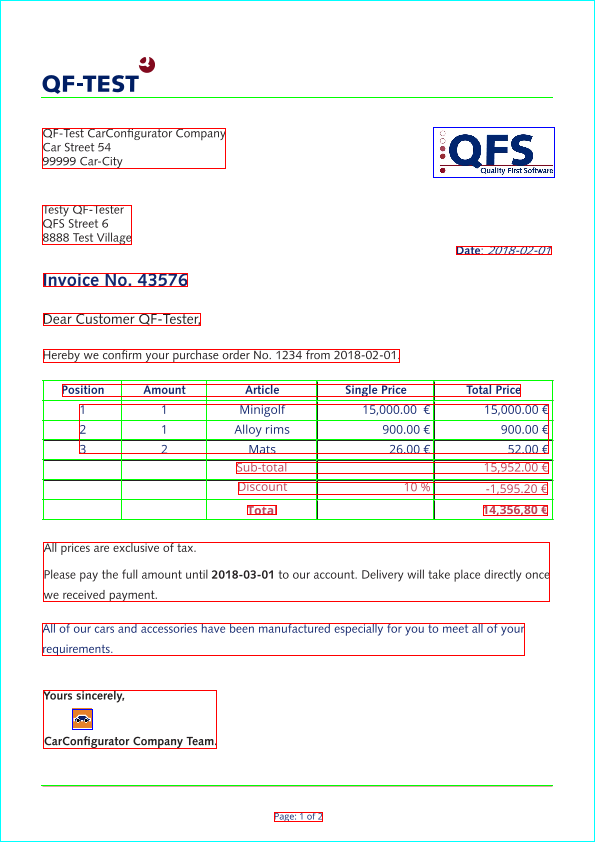 QF-TEST
QF-Test CarConfigurator Company
Car Street 54
99999 Car-City
QFS
Quality First Software
Testy QF-Tester
QFS Street 6
8888 Test Village
Date: 2018-02-01
Invoice No. 43576
Dear Customer QF-Tester,
Hereby we confirm your purchase order No. 1234 from 2018-02-01.
Position Amount Article Single Price Total Price
1 1 Minigolf 15,000.00 € 15,000.00 €
2 1 Alloy rims 900.00 € 900.00 €
3 2 Mats 26.00 € 52.00 €
Sub-total 15,952.00 €
Discount 10 % -1,595.20 €
Total 14,356,80 €
All prices are exclusive of tax.
Please pay the full amount until 2018-03-01 to our account. Delivery will take place directly once
we received payment.
All of our cars and accessories have been manufactured especially for you to meet all of your
requirements.
Yours sincerely,
CarConfigurator Company Team.
Page: 1 of 2